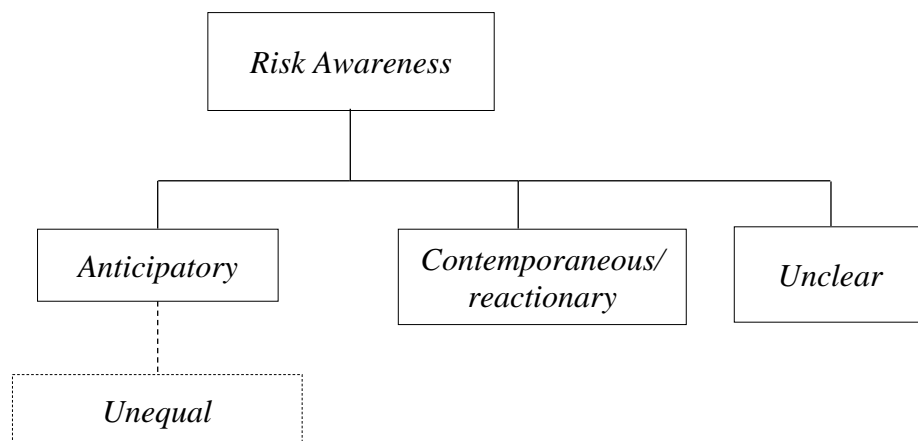 Risk Awareness
Anticipatory
Contemporaneous/
reactionary
Unclear
Unequal